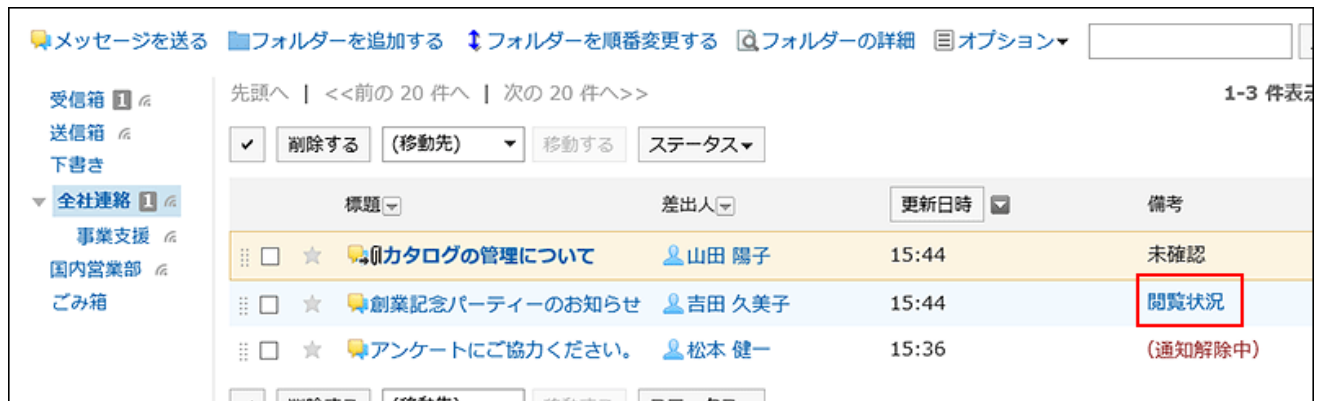 メッセージを送る フォルダーを追加する フォルダーを順番変更する フォルダーの詳細 オプション
先頭へ | <<前の 20 件へ | 次の 20 件へ>>
1-3 件表示
受信箱 1
送信箱
下書き
全社連絡 1
事業支援
国内営業部
ごみ箱
削除する (移動先) 移動する ステータス
標題 差出人 更新日時 備考
カタログの管理について 山田 陽子 15:44 未確認
創業記念パーティーのお知らせ 吉田 久美子 15:44 閲覧状況
アンケートにご協力ください。 松本 健一 15:36 (通知解除中)